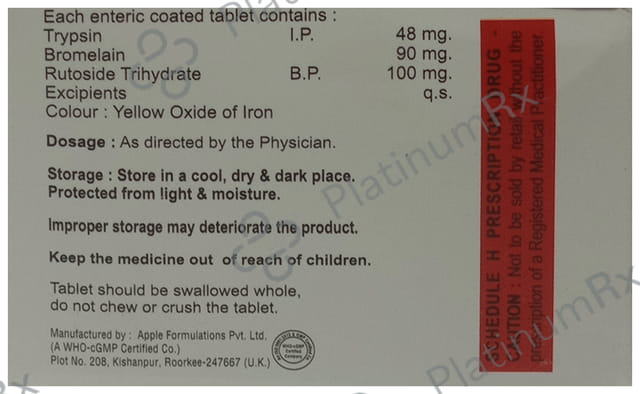 Each enteric coated tablet contains :
Trypsin I.P. 48 mg.
Bromelain 90 mg.
Rutoside Trihydrate B.P. 100 mg.
Excipients q.s.
Colour : Yellow Oxide of Iron
Dosage : As directed by the Physician.
Storage : Store in a cool, dry & dark place.
Protected from light & moisture.
Improper storage may deteriorate the product.
Keep the medicine out of reach of children.
Tablet should be swallowed whole,
do not chew or crush the tablet.
Manufactured by : Apple Formulations Pvt. Ltd.
(A WHO-cGMP Certified Co.)
Plot No. 208, Kishanpur, Roorkee-247667 (U.K.)
WHO-cGMP
Certified
Company
SCHEDULE H PRESCRIPTION DRUG -
CAUTION : Not to be sold by retail without the
prescription of a Registered Medical Practitioner.
PlatinumRx
PlatinumRx
PlatinumRx